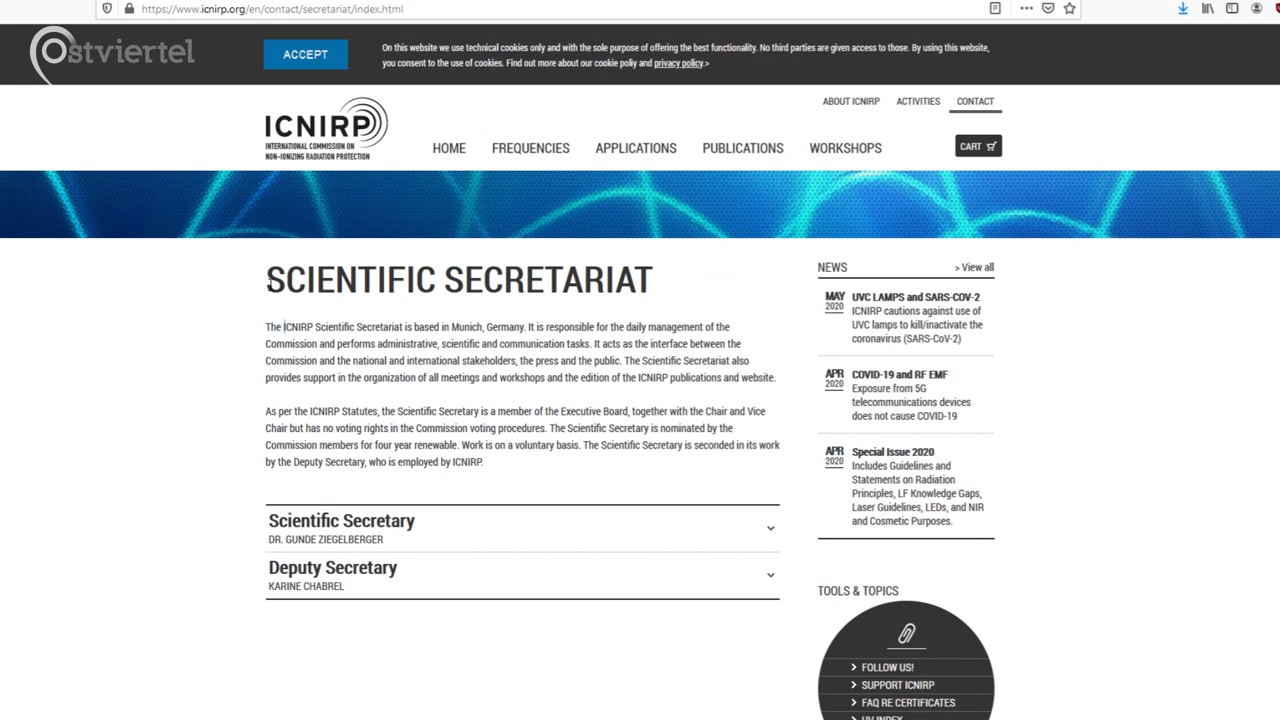 https://www.icnirp.org/en/contact/secretariat/index.html
Ostviertel
ACCEPT
On this website we use technical cookies only and with the sole purpose of offering the best functionality. No third parties are given access to those. By using this website,
you consent to the use of cookies. Find out more about our cookie poliy and privacy policy.>
ABOUT ICNIRP
ACTIVITIES
CONTACT
ICNIRP
INTERNATIONAL COMMISSION ON
NON-IONIZING RADIATION PROTECTION
HOME
FREQUENCIES
APPLICATIONS
PUBLICATIONS
WORKSHOPS
CART
SCIENTIFIC SECRETARIAT
The ICNIRP Scientific Secretariat is based in Munich, Germany. It is responsible for the daily management of the
Commission and performs administrative, scientific and communication tasks. It acts as the interface between the
Commission and the national and international stakeholders, the press and the public. The Scientific Secretariat also
provides support in the organization of all meetings and workshops and the edition of the ICNIRP publications and website.
As per the ICNIRP Statutes, the Scientific Secretary is a member of the Executive Board, together with the Chair and Vice
Chair but has no voting rights in the Commission voting procedures. The Scientific Secretary is nominated by the
Commission members for four year renewable. Work is on a voluntary basis. The Scientific Secretary is seconded in its work
by the Deputy Secretary, who is employed by ICNIRP.
Scientific Secretary
DR. GUNDE ZIEGELBERGER
Deputy Secretary
KARINE CHABREL
NEWS
> View all
MAY
2020
UVC LAMPS and SARS-COV-2
ICNIRP cautions against use of
UVC lamps to kill/inactivate the
coronavirus (SARS-CoV-2)
APR
2020
COVID-19 and RF EMF
Exposure from 5G
telecommunications devices
does not cause COVID-19
APR
2020
Special Issue 2020
Includes Guidelines and
Statements on Radiation
Principles, LF Knowledge Gaps,
Laser Guidelines, LEDs, and NIR
and Cosmetic Purposes.
TOOLS & TOPICS
> FOLLOW US!
> SUPPORT ICNIRP
> FAQ RE CERTIFICATES
UV INDEX